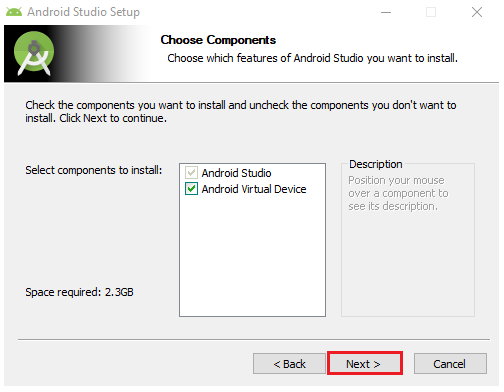 Android Studio Setup
Choose Components
Choose which features of Android Studio you want to install.
Check the components you want to install and uncheck the components you don't want to
install. Click Next to continue.
Select components to install:
Android Studio
Android Virtual Device
Description
Position your mouse
over a component to
see its description.
Space required: 2.3GB
< Back
Next >
Cancel